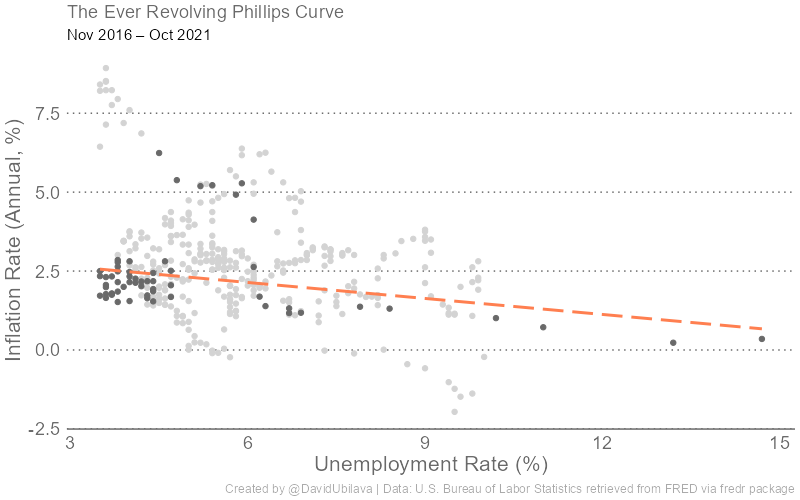 The Ever Revolving Phillips Curve
Nov 2016 – Oct 2021
Inflation Rate (Annual, %)
7.5
5.0
2.5
0.0
-2.5
3
6
9
12
15
Unemployment Rate (%)
Created by @DavidUbilava | Data: U.S. Bureau of Labor Statistics retrieved from FRED via fredr package